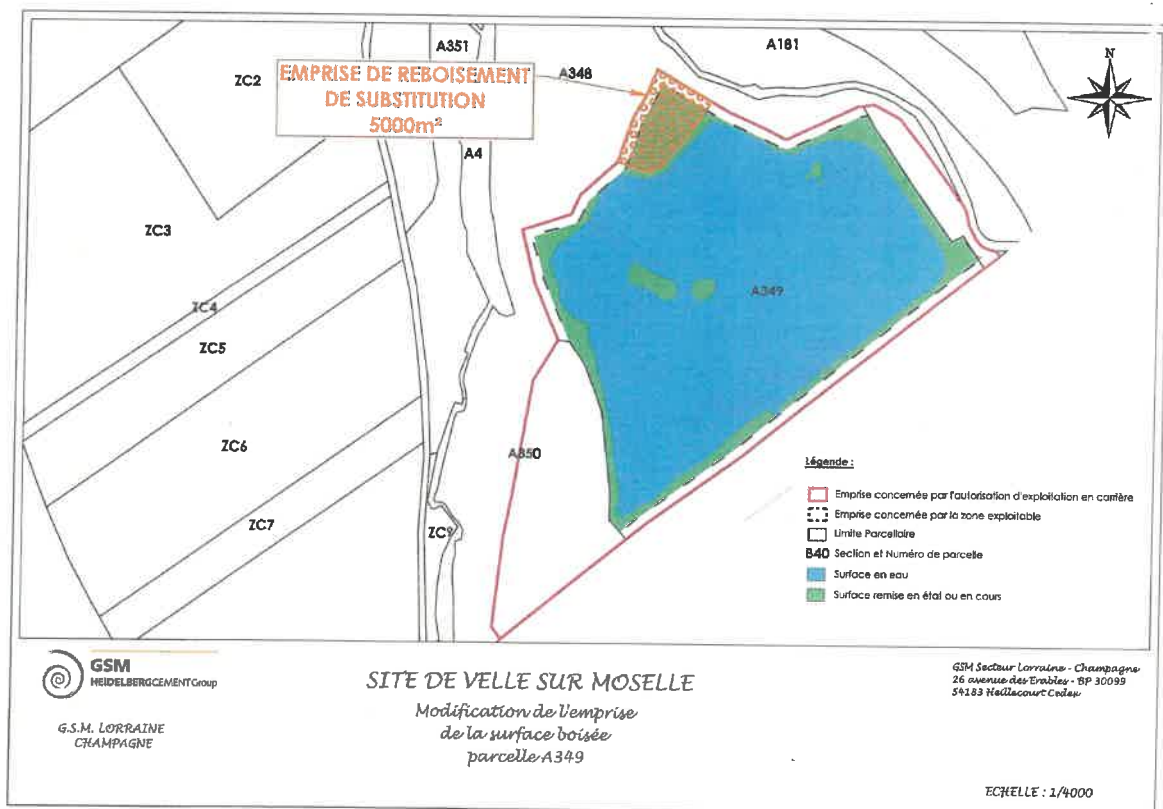 A351
A181
ZC2
EMPRISE DE REBOISEMENT
DE SUBSTITUTION
5000m²
A348
N
A4
ZC3
A349
ZC4
ZC5
ZC6
A350
ZC7
ZC9
Légende :
Emprise concernée par l'autorisation d'exploitation en carrière
Emprise concernée par la zone exploitable
Limite Parcellaire
B40 Section et Numéro de parcelle
Surface en eau
Surface remise en état ou en cours
GSM
HEIDELBERGCEMENT Group
G.S.M. LORRAINE
CHAMPAGNE
SITE DE VELLE SUR MOSELLE
Modification de l'emprise
de la surface boisée
parcelle A349
GSM Secteur Lorraine - Champagne
26 avenue des Erables - BP 30099
54183 Heillecourt Cedex
ECHELLE : 1/4000